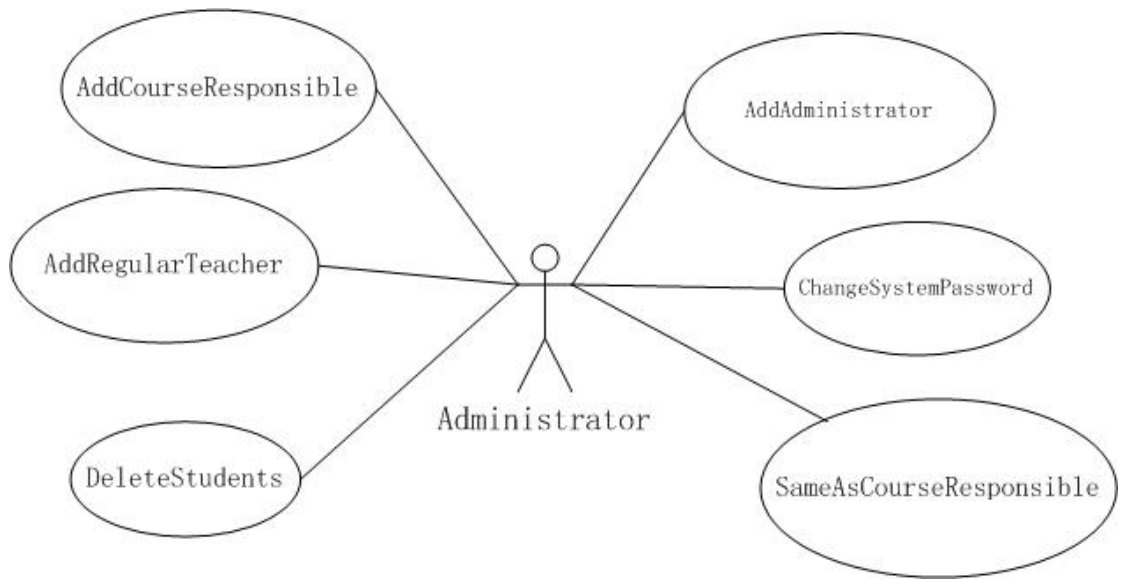 AddCourseResponsible
AddAdministrator
AddRegularTeacher
ChangeSystemPassword
Administrator
DeleteStudents
SameAsCourseResponsible